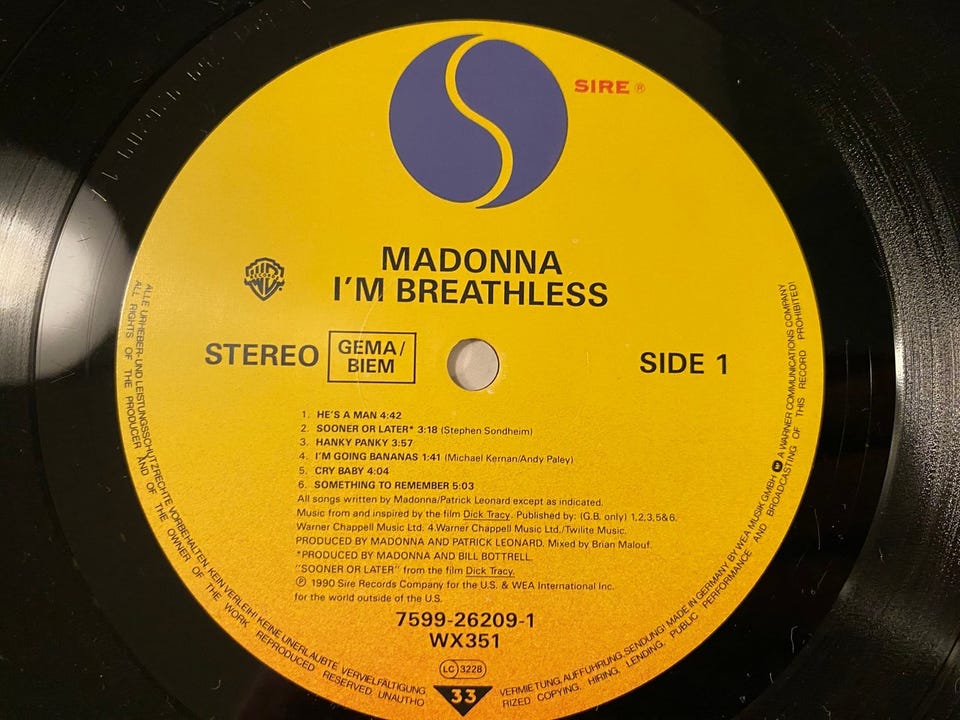 SIRE ®
MADONNA
I'M BREATHLESS
STEREO
GEMA/
BIEM
SIDE 1
1. HE'S A MAN 4:42
2. SOONER OR LATER* 3:18 (Stephen Sondheim)
3. HANKY PANKY 3:57
4. I'M GOING BANANAS 1:41 (Michael Kernan/Andy Paley)
5. CRY BABY 4:04
6. SOMETHING TO REMEMBER 5:03
All songs written by Madonna/Patrick Leonard except as indicated.
Music from and inspired by the film Dick Tracy. Published by: (G.B. only) 1,2,3,5&6.
Warner Chappell Music Ltd. 4.Warner Chappell Music Ltd./Twilite Music.
PRODUCED BY MADONNA AND PATRICK LEONARD. Mixed by Brian Malouf.
*PRODUCED BY MADONNA AND BILL BOTTRELL.
"SOONER OR LATER" from the film Dick Tracy.
℗ 1990 Sire Records Company for the U.S. & WEA International Inc.
for the world outside of the U.S.
7599-26209-1
WX351
LC 3228
33
ALLE URHEBER-UND LEISTUNGSSCHUTZRECHTE VORBEHALTEN. KEIN VERLEIH! KEINE UNERLAUBTE VERVIELFÄLTIGUNG, VERMIETUNG, AUFFÜHRUNG, SENDUNG! MADE IN GERMANY BY WEA MUSIK GMBH A WARNER COMMUNICATIONS COMPANY
ALL RIGHTS OF THE PRODUCER AND OF THE OWNER OF THE WORK REPRODUCED RESERVED. UNAUTHORIZED COPYING, HIRING, LENDING, PUBLIC PERFORMANCE AND BROADCASTING OF THIS RECORD PROHIBITED!